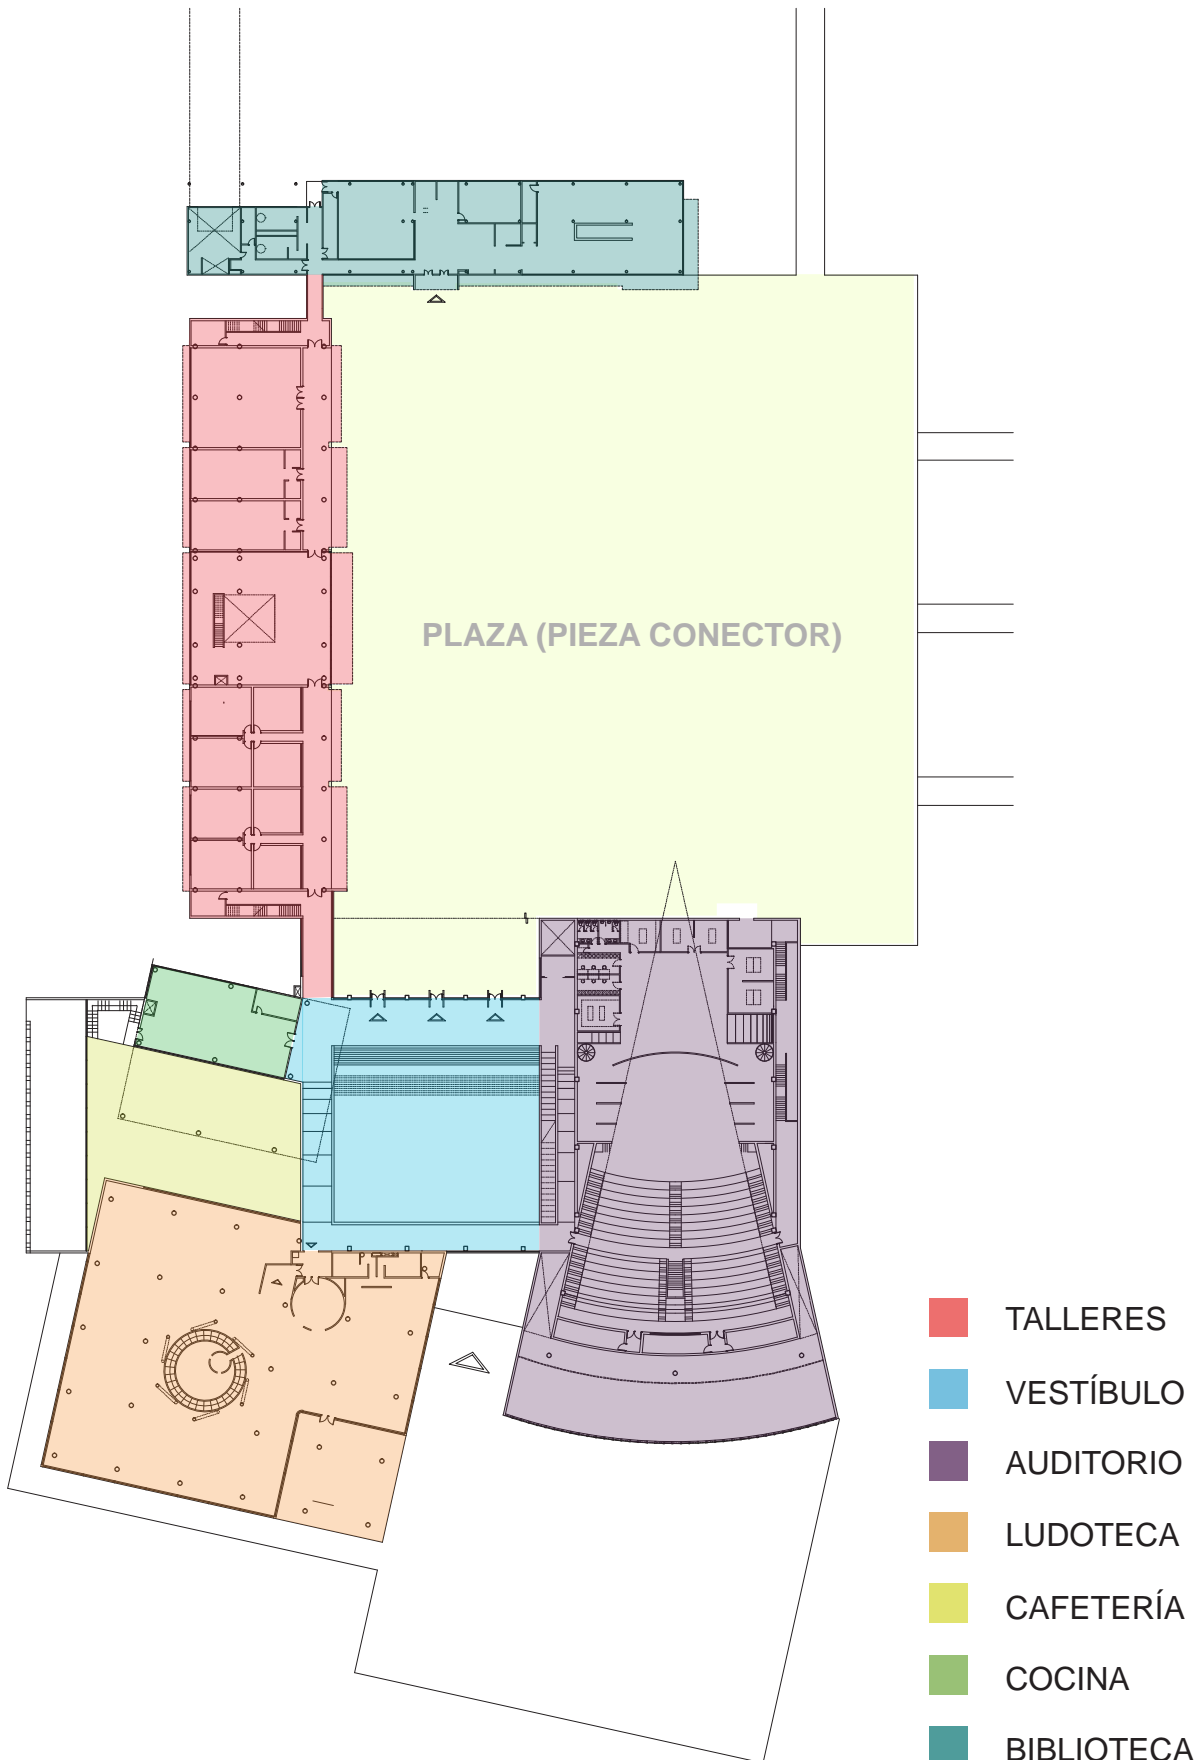 PLAZA (PIEZA CONECTOR)
TALLERES
VESTÍBULO
AUDITORIO
LUDOTECA
CAFETERÍA
COCINA
BIBLIOTECA